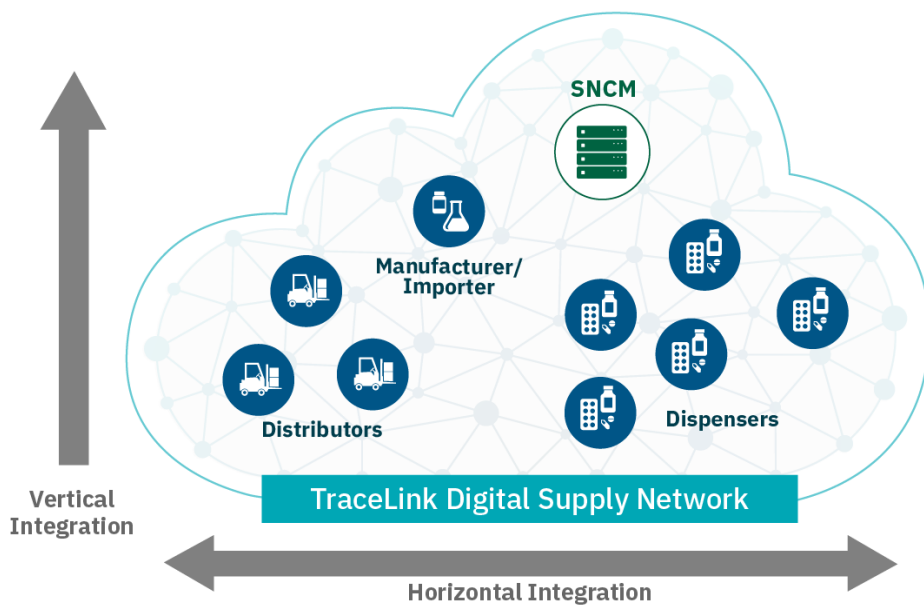 SNCM
Manufacturer/
Importer
Distributors
Dispensers
TraceLink Digital Supply Network
Vertical
Integration
Horizontal Integration